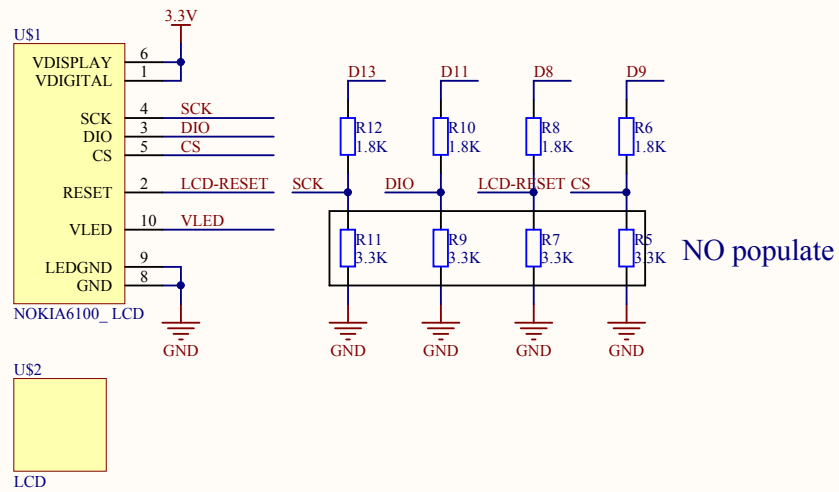 3.3V
U$1
VDISPLAY 6
VDIGITAL 1
D13 D11 D8 D9
SCK 4 SCK
DIO 3 DIO
CS 5 CS
R12 R10 R8 R6
1.8K 1.8K 1.8K 1.8K
RESET 2 LCD-RESET SCK DIO LCD-RESET CS
VLED 10 VLED
R11 R9 R7 R5
3.3K 3.3K 3.3K 3.3K
NO populate
LEDGND 9
GND 8
NOKIA6100_LCD
GND GND GND GND GND
U$2
LCD